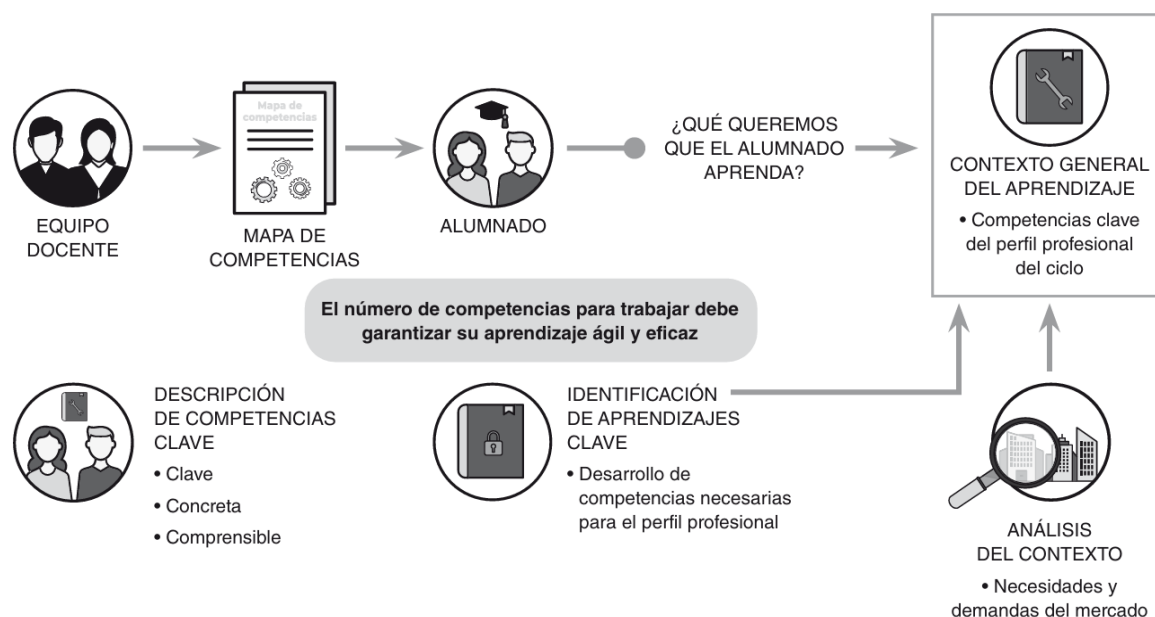 Mapa de
competencias
EQUIPO
DOCENTE
MAPA DE
COMPETENCIAS
ALUMNADO
¿QUÉ QUEREMOS
QUE EL ALUMNADO
APRENDA?
CONTEXTO GENERAL
DEL APRENDIZAJE
• Competencias clave
del perfil profesional
del ciclo
El número de competencias para trabajar debe
garantizar su aprendizaje ágil y eficaz
DESCRIPCIÓN
DE COMPETENCIAS
CLAVE
• Clave
• Concreta
• Comprensible
IDENTIFICACIÓN
DE APRENDIZAJES
CLAVE
• Desarrollo de
competencias necesarias
para el perfil profesional
ANÁLISIS
DEL CONTEXTO
• Necesidades y
demandas del mercado